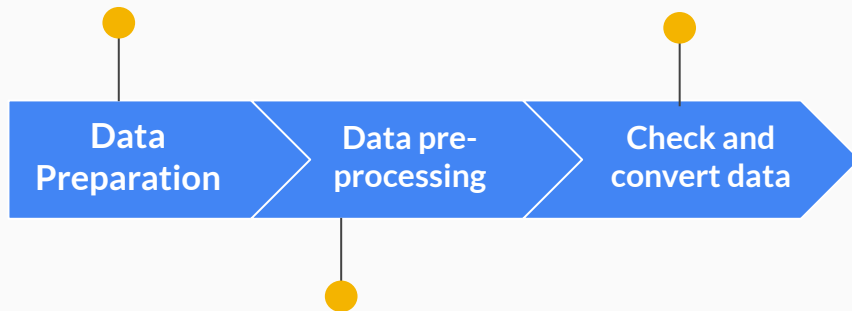 Data
Preparation
Data pre-
processing
Check and
convert data